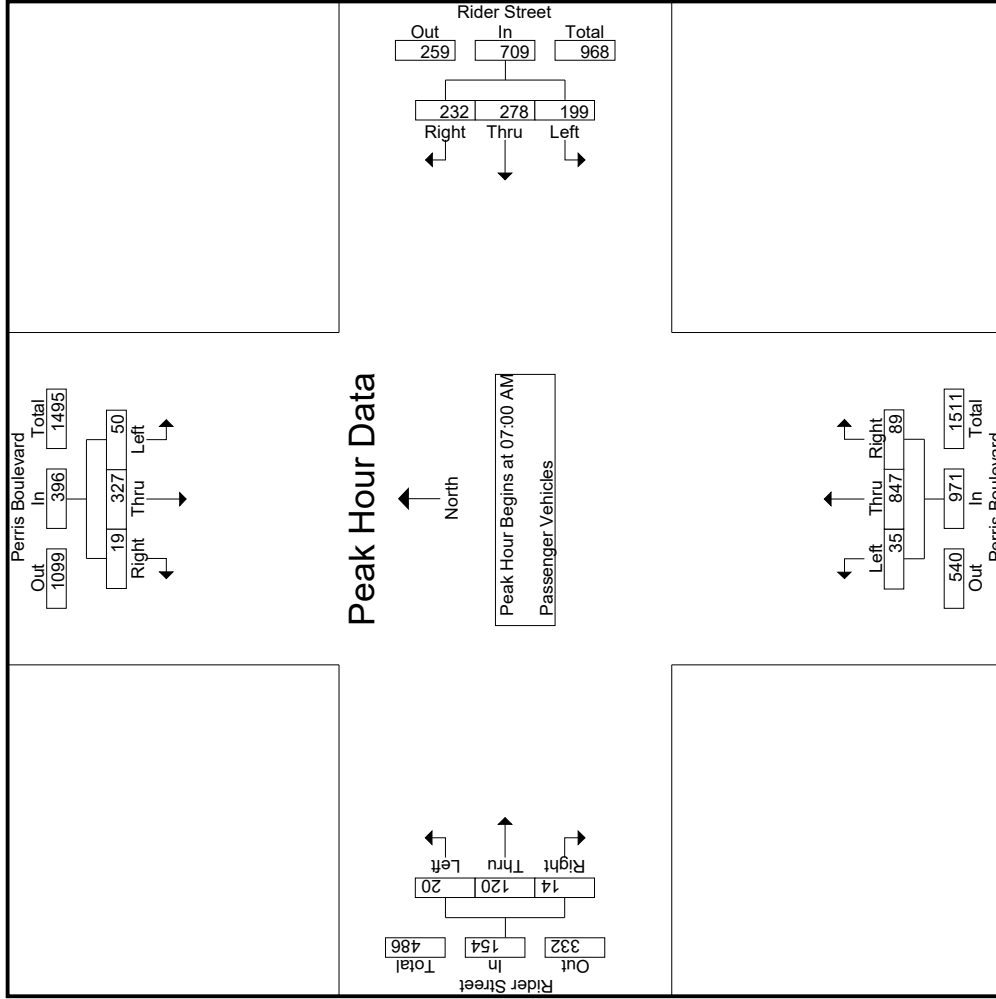 Rider Street
Out In Total
259 709 968
232 278 199
Right Thru Left
Perris Boulevard
Out In Total
1099 396 1495
19 327 50
Right Thru Left
Peak Hour Data
North
Peak Hour Begins at 07:00 AM
Passenger Vehicles
Left Thru Right
35 847 89
540 971 1511
Out In Total
Perris Boulevard
Left Thru Right
20 120 14
Total In Out
486 154 332
Rider Street